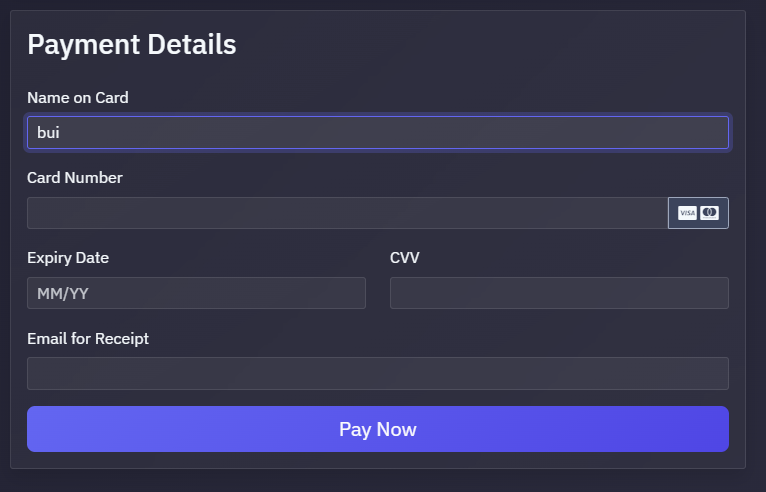 Payment Details
Name on Card
bui
Card Number
VISA
Expiry Date
CVV
MM/YY
Email for Receipt
Pay Now